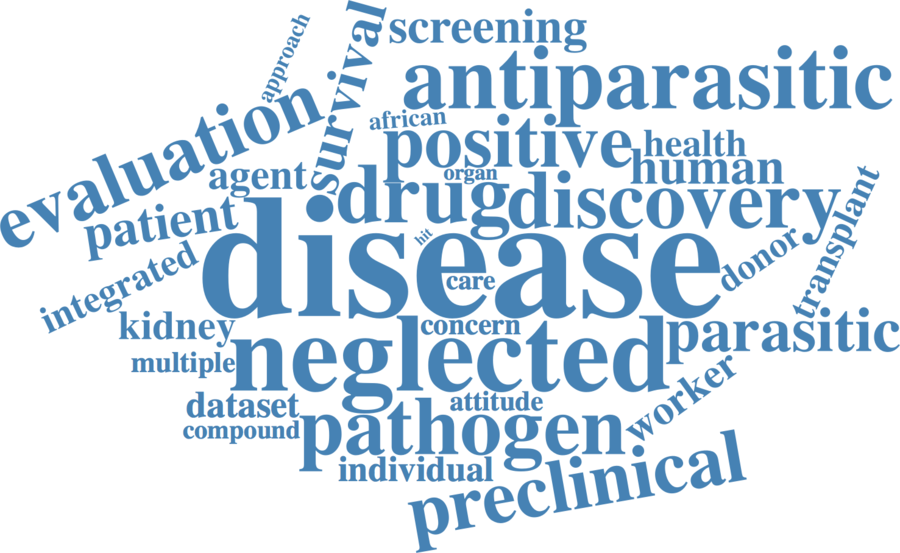 approach
survival
screening
antiparasitic
evaluation
african
positive
health
organ
human
agent
drug
discovery
transplant
patient
disease
hit
donor
integrated
care
kidney
concern
parasitic
multiple
neglected
worker
dataset
attitude
compound
pathogen
individual
preclinical